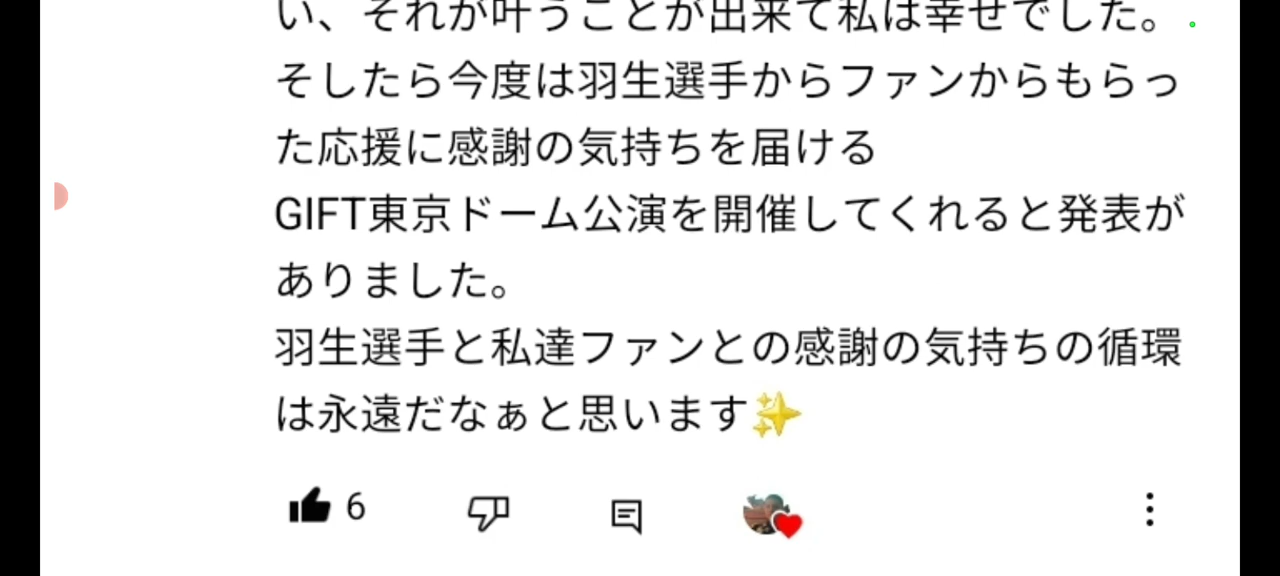 い、それが叶うことが出来て私は幸せでした。
そしたら今度は羽生選手からファンからもらっ
た応援に感謝の気持ちを届ける
GIFT東京ドーム公演を開催してくれると発表が
ありました。
羽生選手と私達ファンとの感謝の気持ちの循環
は永遠だなぁと思います✨
6